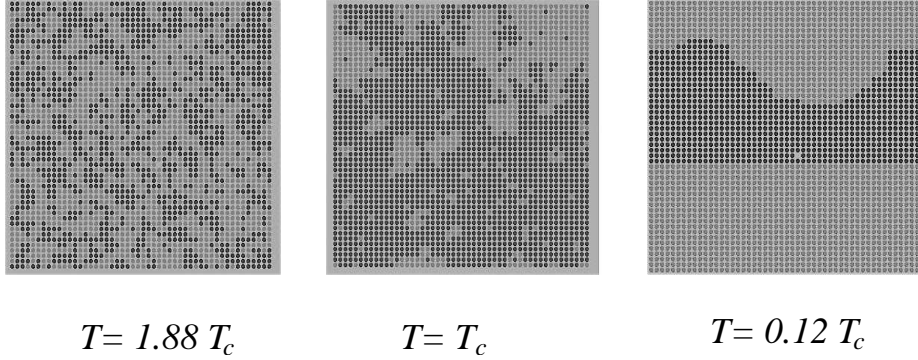 T= 1.88 T_c
T= T_c
T= 0.12 T_c